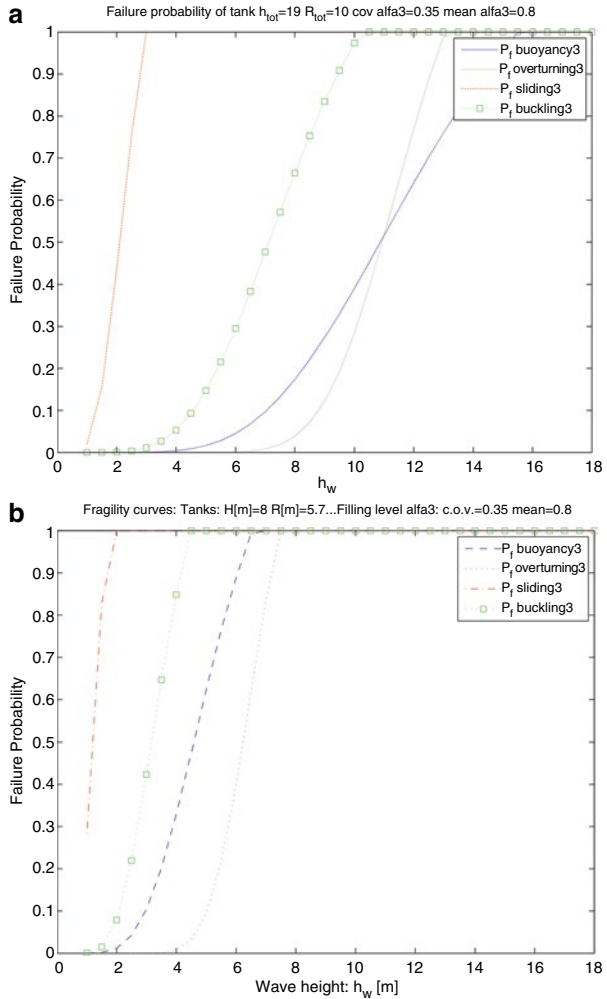 a
Failure probability of tank h_tot=19 R_tot=10 cov alfa3=0.35 mean alfa3=0.8
1
0.9
0.8
0.7
0.6
0.5
0.4
0.3
0.2
0.1
0
Failure Probability
P_f buoyancy3
P_f overturning3
P_f sliding3
P_f buckling3
0 2 4 6 8 10 12 14 16 18
h_w
b
Fragility curves: Tanks: H[m]=8 R[m]=5.7...Filling level alfa3: c.o.v.=0.35 mean=0.8
1
0.9
0.8
0.7
0.6
0.5
0.4
0.3
0.2
0.1
0
Failure Probability
P_f buoyancy3
P_f overturning3
P_f sliding3
P_f buckling3
0 2 4 6 8 10 12 14 16 18
Wave height: h_w [m]